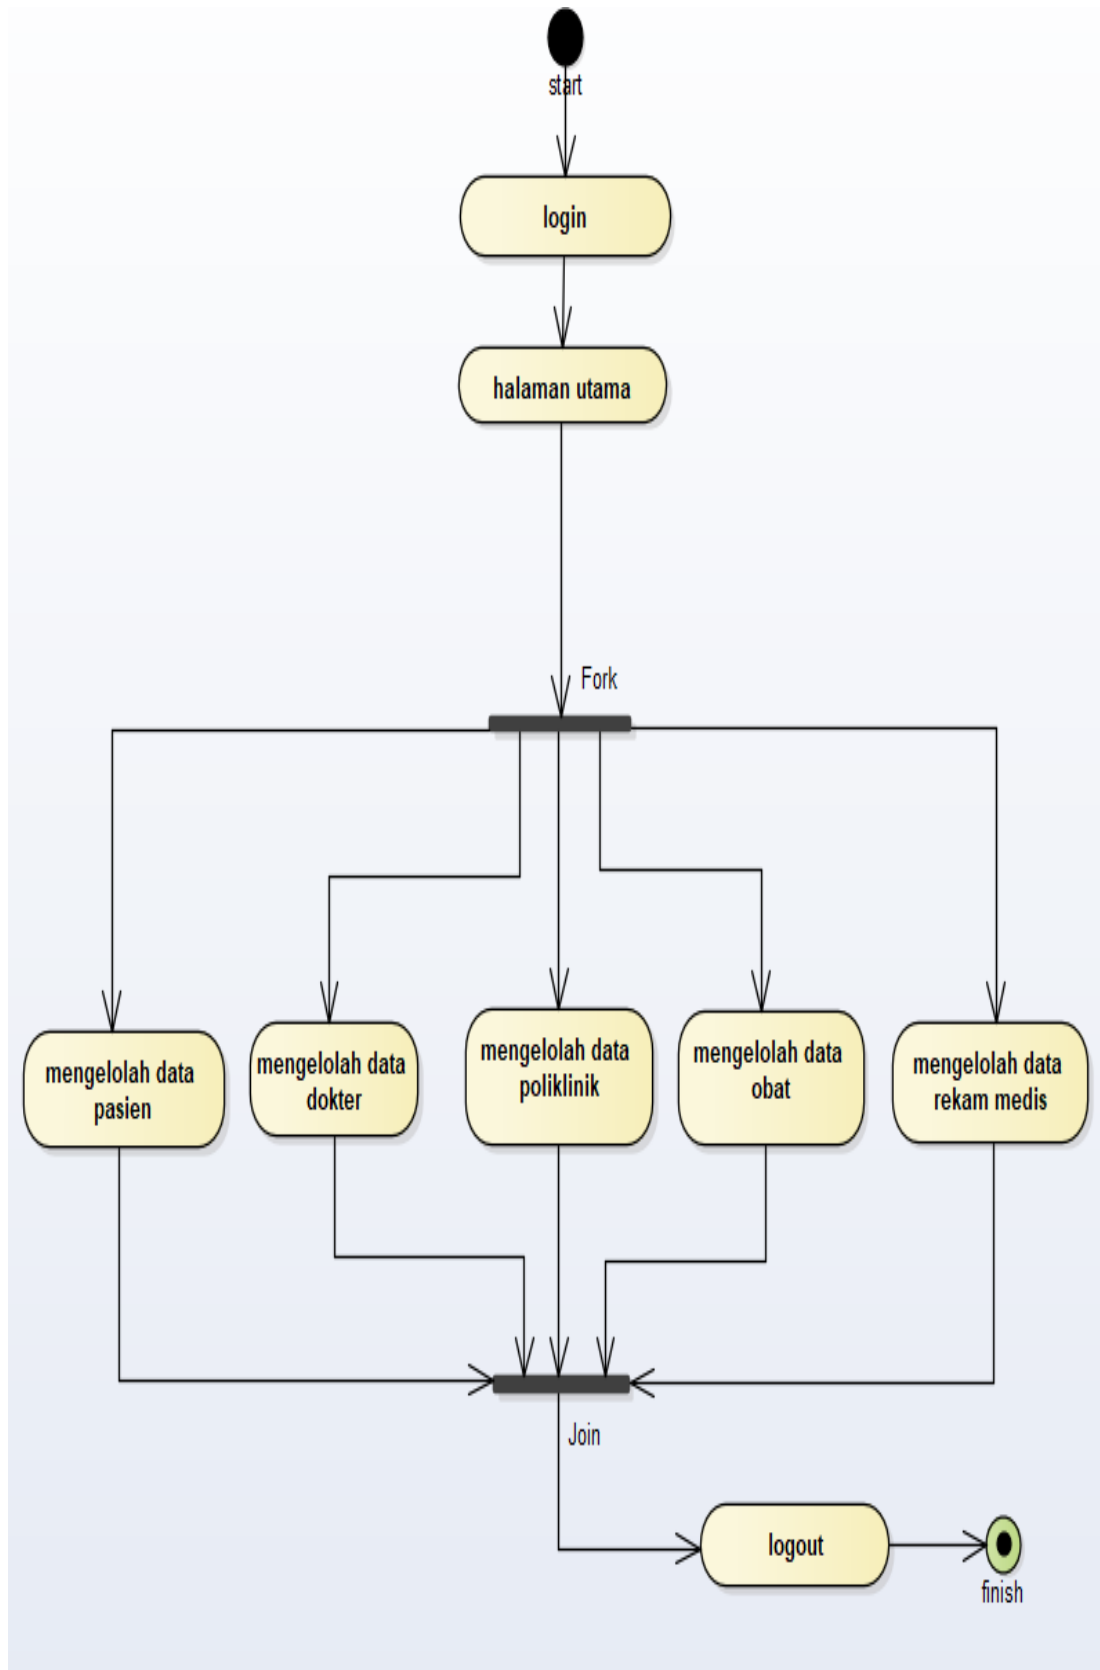 start
login
halaman utama
Fork
mengelolah data
pasien
mengelolah data
dokter
mengelolah data
poliklinik
mengelolah data
obat
mengelolah data
rekam medis
Join
logout
finish